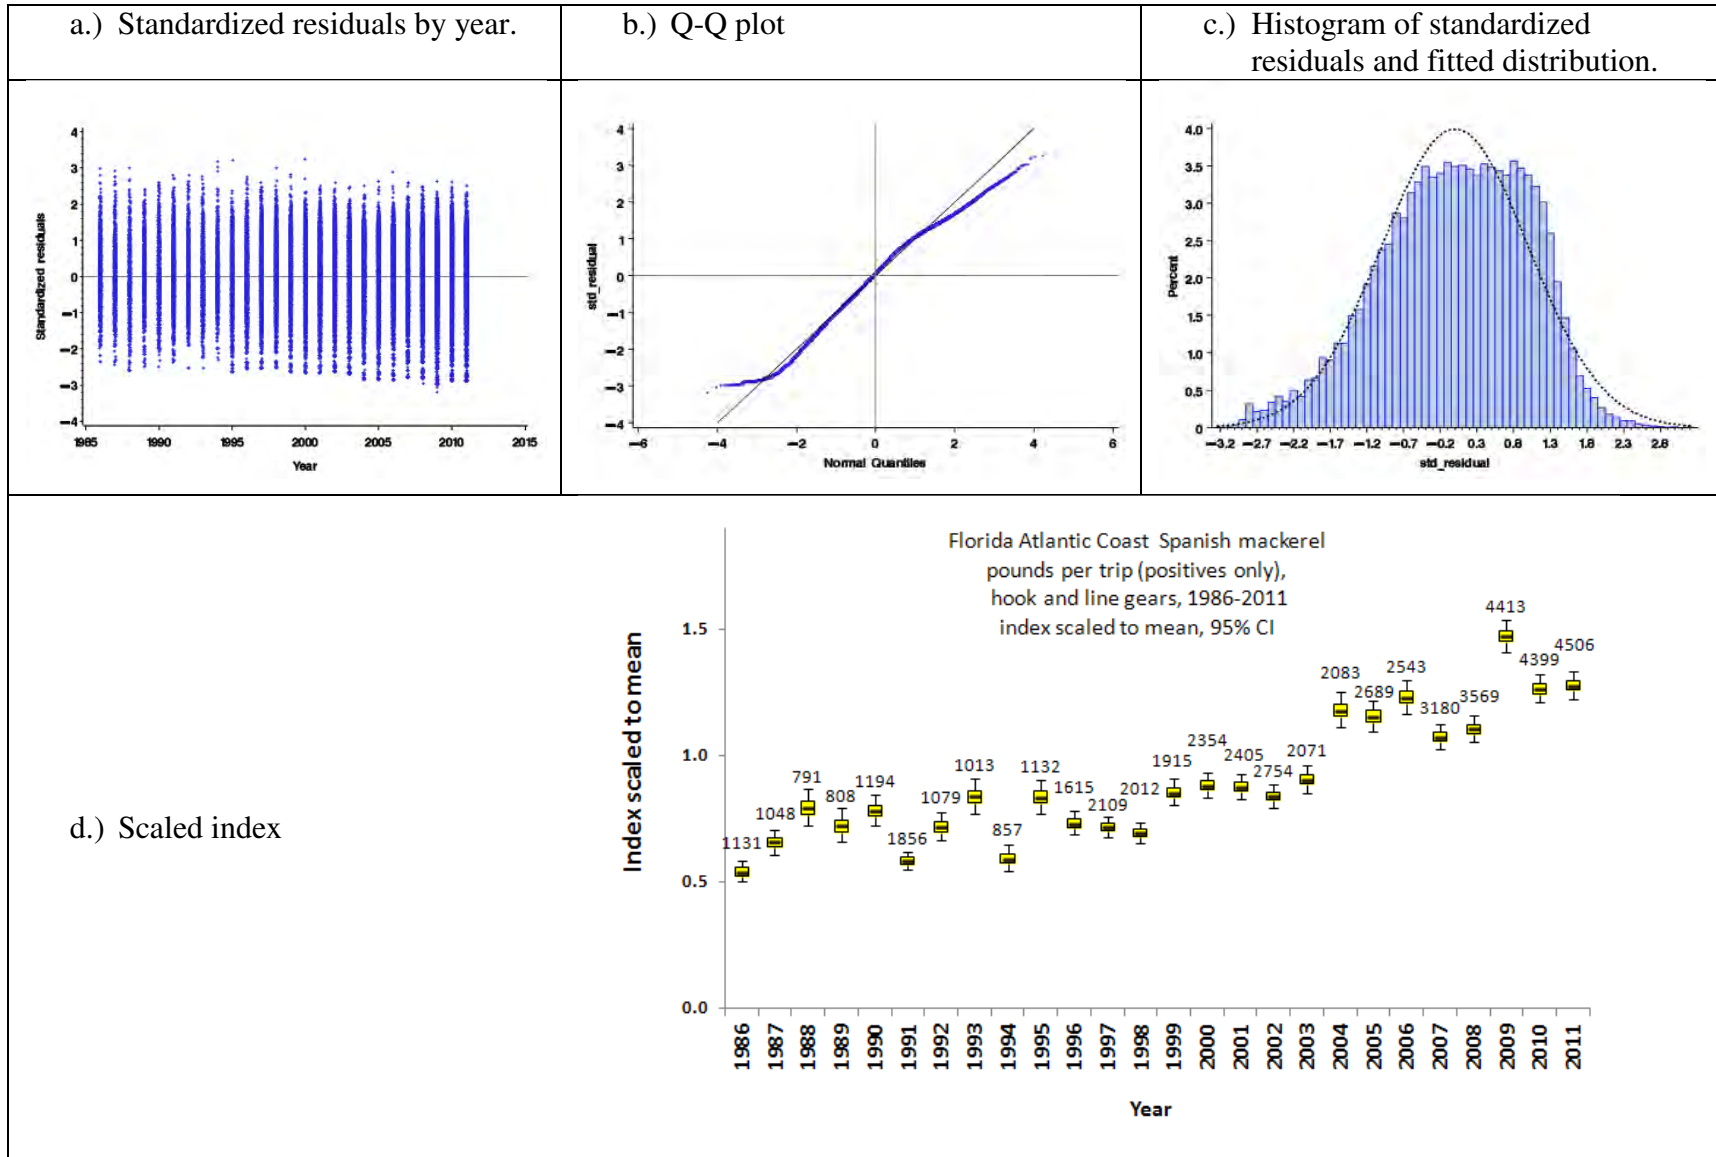 a.) Standardized residuals by year.
b.) Q-Q plot
c.) Histogram of standardized
residuals and fitted distribution.
4
3
2
1
0
−1
−2
−3
−4
1985 1990 1995 2000 2005 2010 2015
Standardized residuals
Year
4
3
2
1
0
−1
−2
−3
−4
−6 −4 −2 0 2 4 6
std_residual
Normal Quantiles
4.0
3.5
3.0
2.5
2.0
1.5
1.0
0.5
0
−3.2 −2.7 −2.2 −1.7 −1.2 −0.7 −0.2 0.3 0.8 1.3 1.8 2.3 2.8
Percent
std_residual
d.) Scaled index
Florida Atlantic Coast Spanish mackerel
pounds per trip (positives only),
hook and line gears, 1986-2011
index scaled to mean, 95% CI
Index scaled to mean
1.5
1.0
0.5
0.0
1131 1048 791 808 1194 1856 1079 1013 857 1132 1615 2109 2012 1915 2354 2405 2754 2071 2083 2689 2543 3180 3569 4413 4399 4506
1986 1987 1988 1989 1990 1991 1992 1993 1994 1995 1996 1997 1998 1999 2000 2001 2002 2003 2004 2005 2006 2007 2008 2009 2010 2011
Year